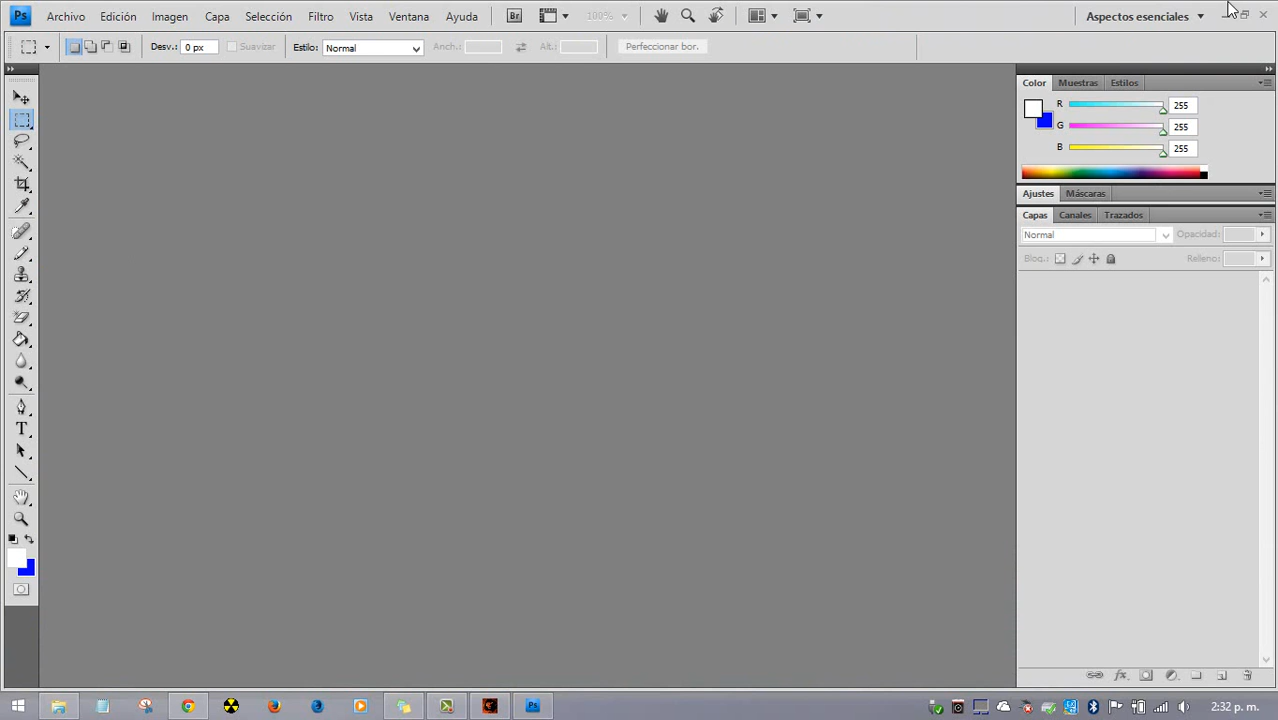 Ps Archivo Edición Imagen Capa Selección Filtro Vista Ventana Ayuda Br 100% Aspectos esenciales
Desv.: 0 px Suavizar Estilo: Normal Anch.: Alt.: Perfeccionar bor.
Color Muestras Estilos
R 255
G 255
B 255
Ajustes Máscaras
Capas Canales Trazados
Normal Opacidad:
Bloq.: Relleno:
T
fx
Ps 2:32 p. m.